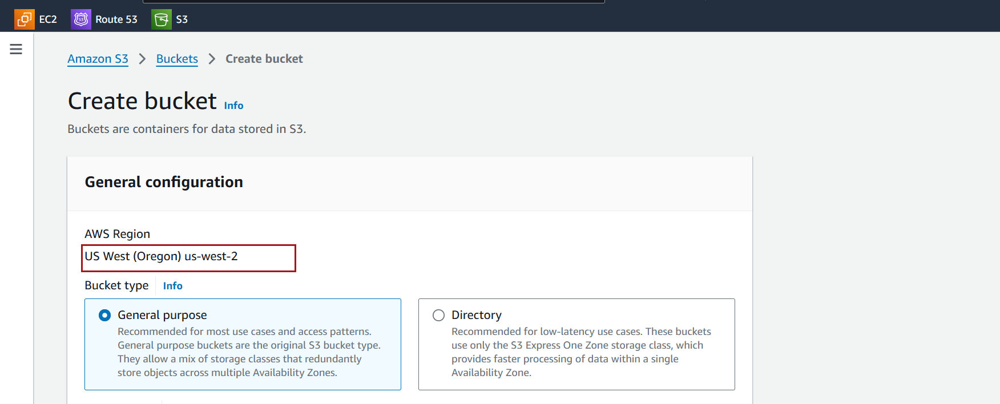 EC2 Route 53 S3
Amazon S3 > Buckets > Create bucket
Create bucket Info
Buckets are containers for data stored in S3.
General configuration
AWS Region
US West (Oregon) us-west-2
Bucket type Info
General purpose
Recommended for most use cases and access patterns.
General purpose buckets are the original S3 bucket type.
They allow a mix of storage classes that redundantly
store objects across multiple Availability Zones.
Directory
Recommended for low-latency use cases. These buckets
use only the S3 Express One Zone storage class, which
provides faster processing of data within a single
Availability Zone.